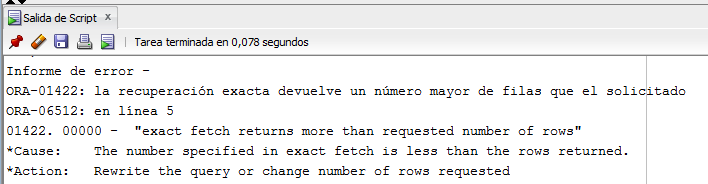 Salida de Script x
Tarea terminada en 0,078 segundos
Informe de error -
ORA-01422: la recuperación exacta devuelve un número mayor de filas que el solicitado
ORA-06512: en línea 5
01422. 00000 -  "exact fetch returns more than requested number of rows"
*Cause:    The number specified in exact fetch is less than the rows returned.
*Action:   Rewrite the query or change number of rows requested